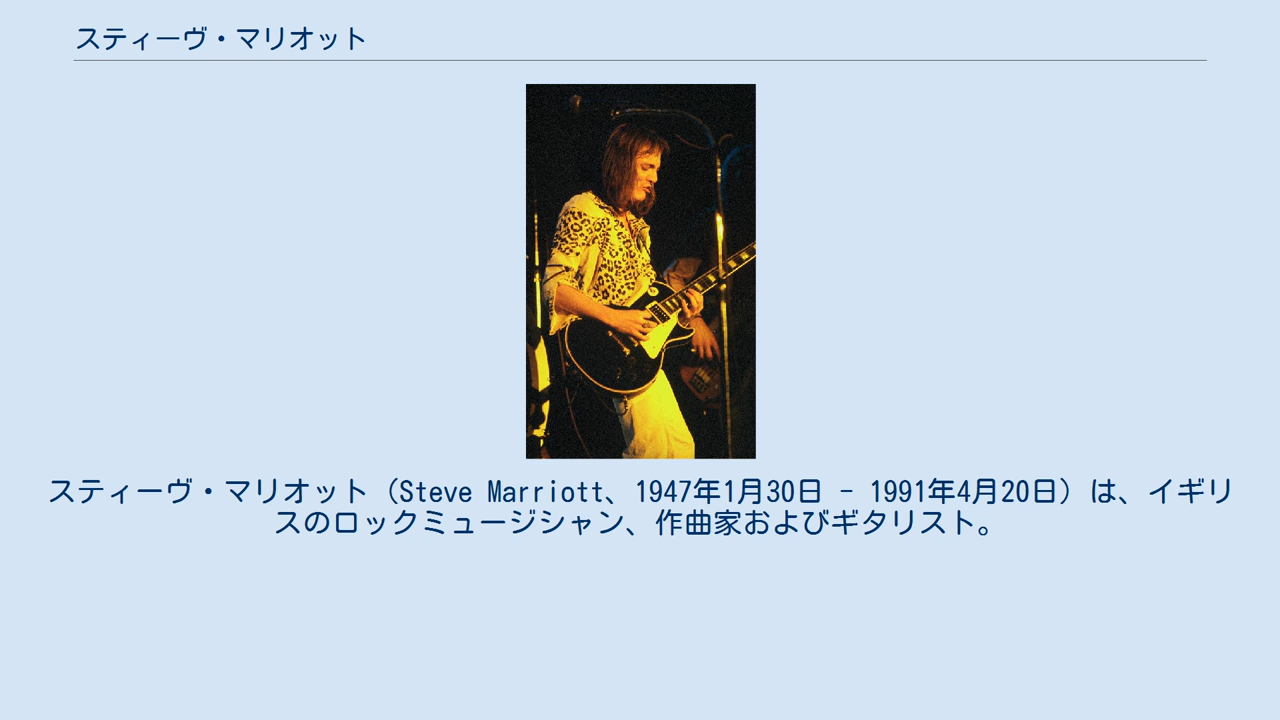 スティーヴ・マリオット
スティーヴ・マリオット（Steve Marriott、1947年1月30日 - 1991年4月20日）は、イギリ
スのロックミュージシャン、作曲家およびギタリスト。